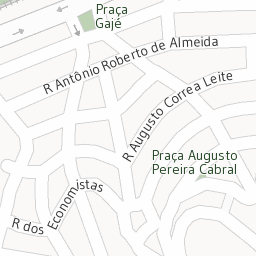 Praça
Gajé
R Antônio Roberto de Almeida
R Augusto Correa Leite
Praça Augusto
Pereira Cabral
R dos Economistas